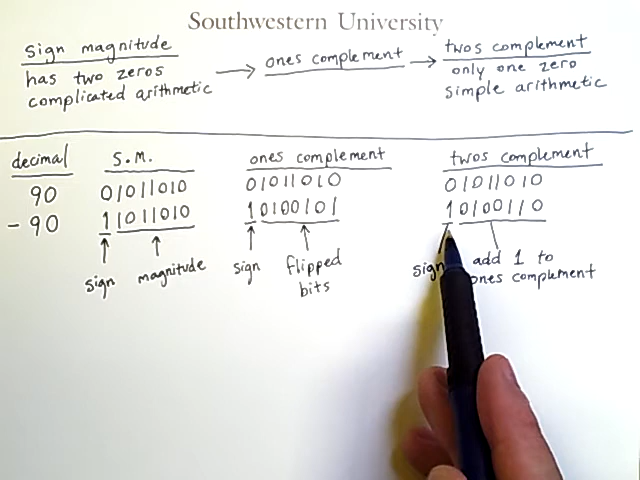 Southwestern University
sign magnitude
has two zeros
complicated arithmetic
ones complement
twos complement
only one zero
simple arithmetic
decimal S.M. ones complement twos complement
90 01011010 01011010 01011010
-90 11011010 10100101 10100110
sign magnitude sign flipped bits sign add 1 to ones complement